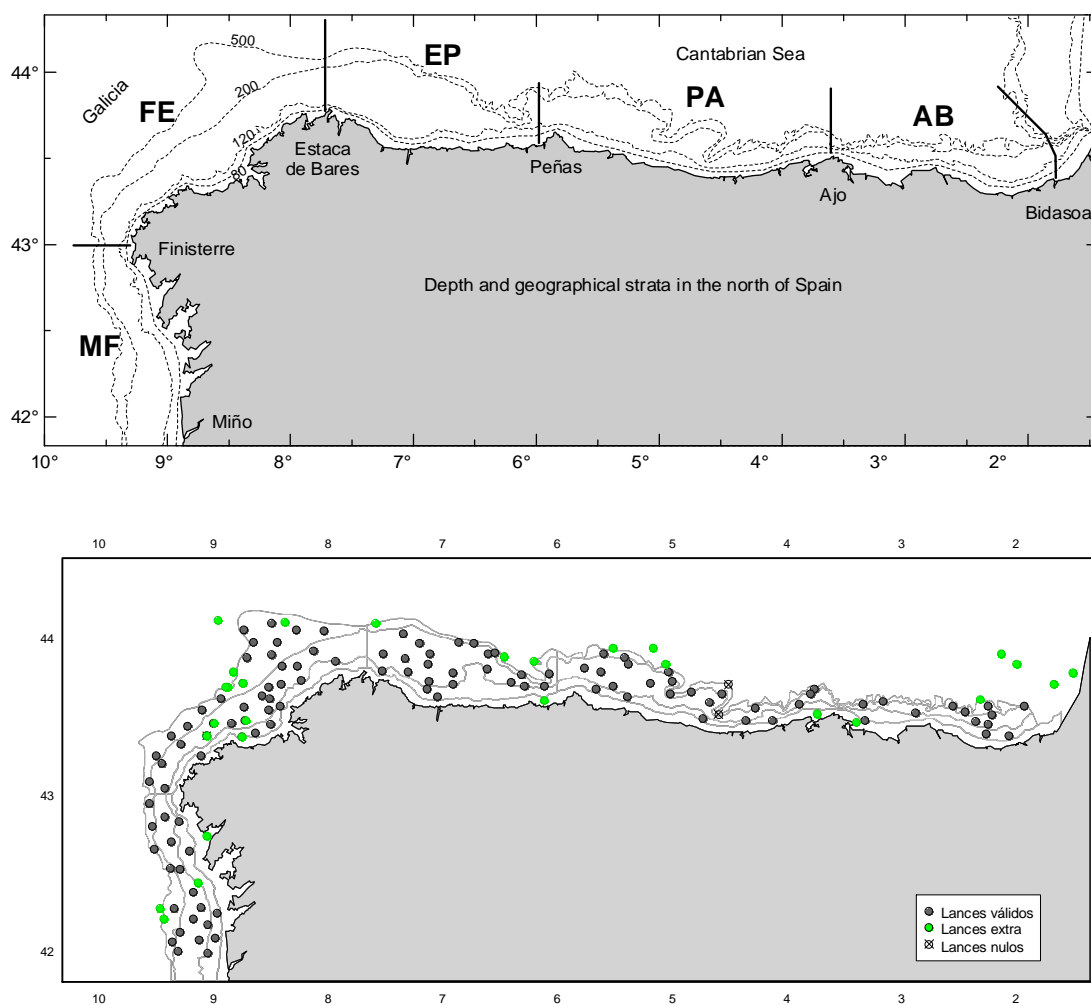 500
EP
Cantabrian Sea
44°
Galicia
FE
200
PA
AB
120
80
Estaca
de Bares
Peñas
Ajo
Bidasoa
43°
Finisterre
Depth and geographical strata in the north of Spain
MF
42°
Miño
10° 9° 8° 7° 6° 5° 4° 3° 2°
10 9 8 7 6 5 4 3 2
44
43
42
Lances válidos
Lances extra
Lances nulos
10 9 8 7 6 5 4 3 2